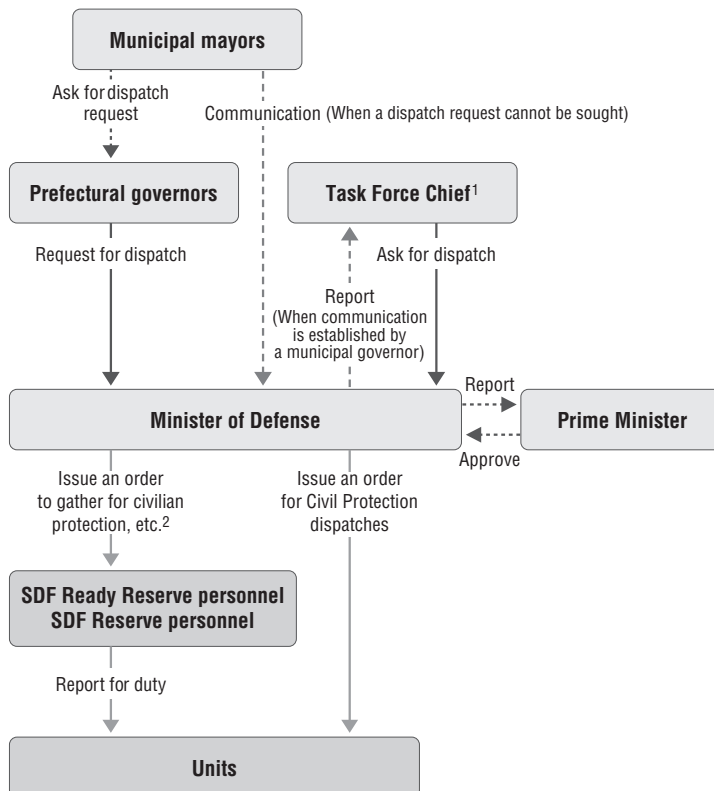 Municipal mayors
Ask for dispatch
request
Communication (When a dispatch request cannot be sought)
Prefectural governors
Task Force Chief¹
Request for dispatch
Ask for dispatch
Report
(When communication
is established by
a municipal governor)
Minister of Defense
Report
Approve
Prime Minister
Issue an order
to gather for civilian
protection, etc.²
Issue an order
for Civil Protection
dispatches
SDF Ready Reserve personnel
SDF Reserve personnel
Report for duty
Units